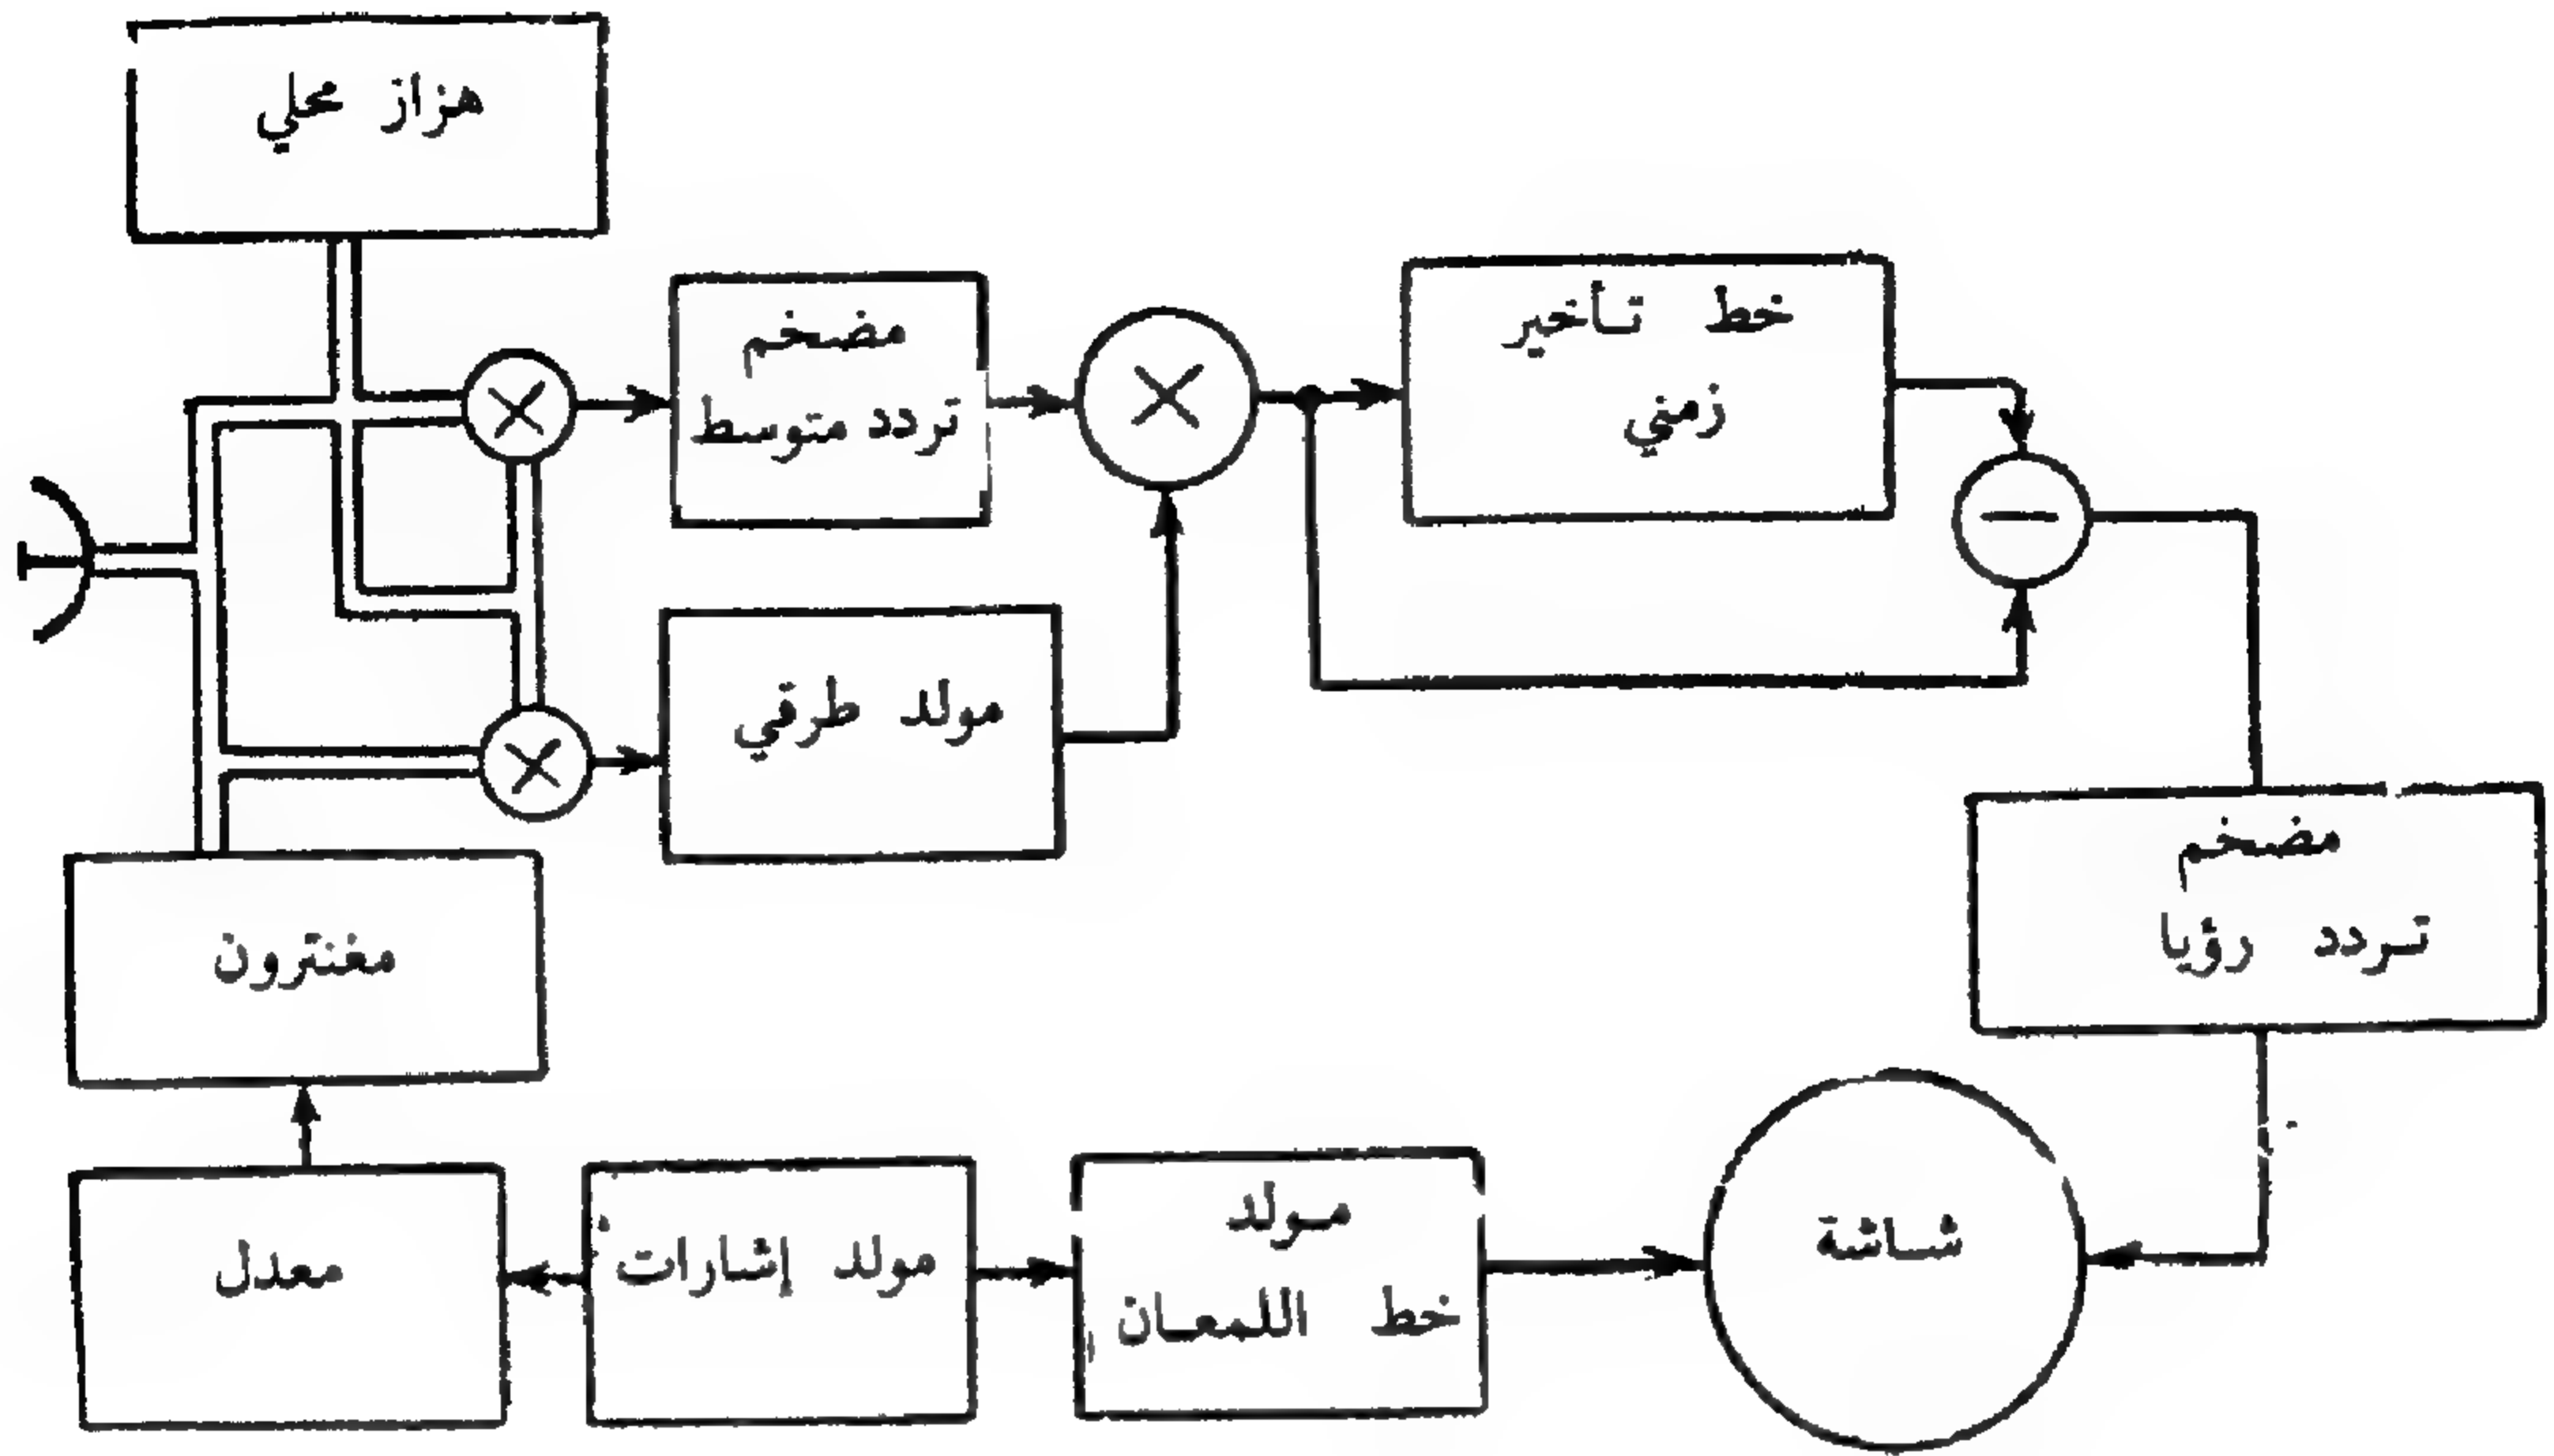 هزاز محلي
مضخم
تردد متوسط
خط تأخير
زمني
مولد طرقي
مضخم
تردد رؤيا
مغنترون
معدل
مولد إشارات
مولد
خط اللمعان
شاشة